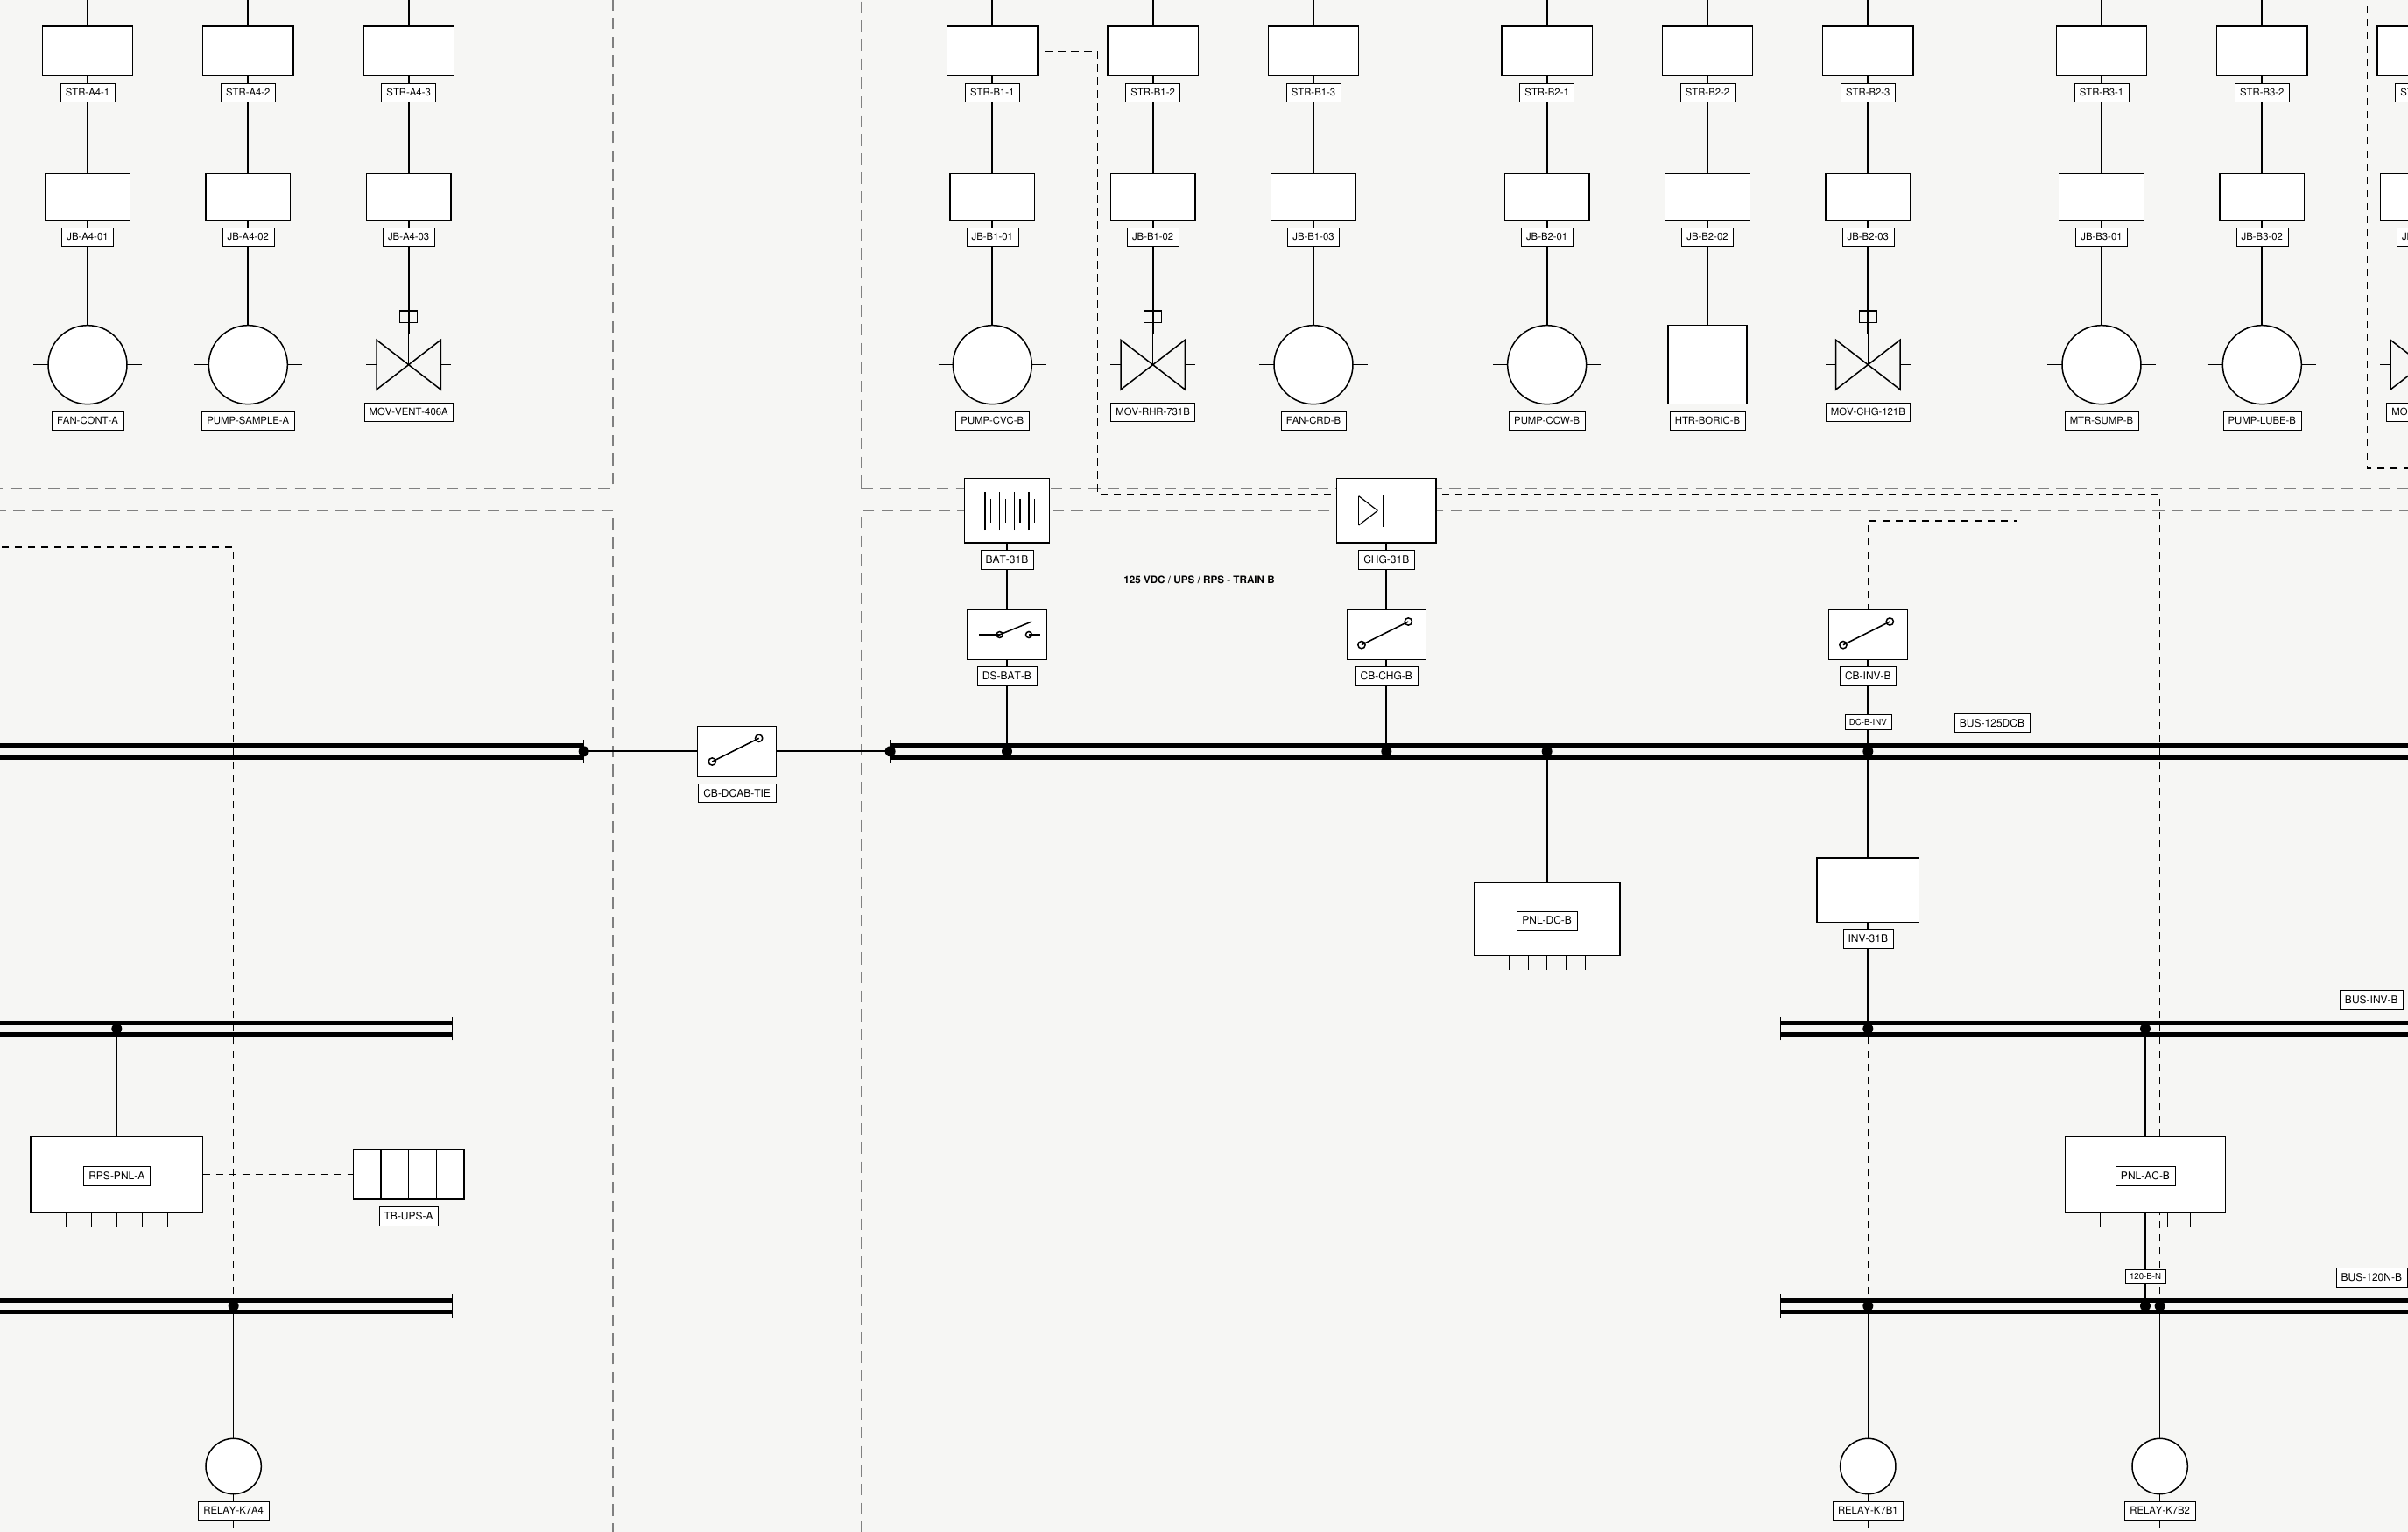 STR-A4-1
STR-A4-2
STR-A4-3
STR-B1-1
STR-B1-2
STR-B1-3
STR-B2-1
STR-B2-2
STR-B2-3
STR-B3-1
STR-B3-2
JB-A4-01
JB-A4-02
JB-A4-03
JB-B1-01
JB-B1-02
JB-B1-03
JB-B2-01
JB-B2-02
JB-B2-03
JB-B3-01
JB-B3-02
FAN-CONT-A
PUMP-SAMPLE-A
MOV-VENT-406A
PUMP-CVC-B
MOV-RHR-731B
FAN-CRD-B
PUMP-CCW-B
HTR-BORIC-B
MOV-CHG-121B
MTR-SUMP-B
PUMP-LUBE-B
MO
BAT-31B
CHG-31B
125 VDC / UPS / RPS - TRAIN B
DS-BAT-B
CB-CHG-B
CB-INV-B
DC-B-INV
BUS-125DCB
CB-DCAB-TIE
PNL-DC-B
INV-31B
BUS-INV-B
RPS-PNL-A
TB-UPS-A
PNL-AC-B
120-B-N
BUS-120N-B
RELAY-K7A4
RELAY-K7B1
RELAY-K7B2